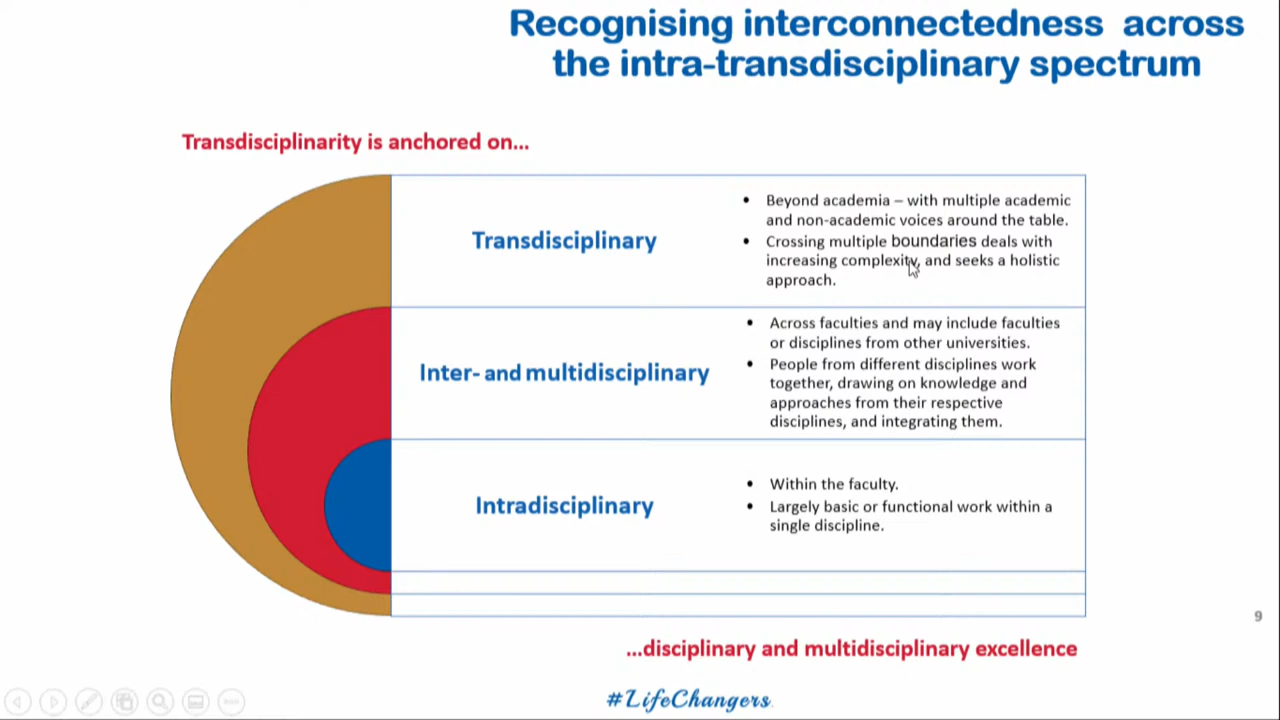 Recognising interconnectedness across
the intra-transdisciplinary spectrum
Transdisciplinarity is anchored on...
Transdisciplinary
• Beyond academia – with multiple academic
and non-academic voices around the table.
• Crossing multiple boundaries deals with
increasing complexity, and seeks a holistic
approach.
Inter- and multidisciplinary
• Across faculties and may include faculties
or disciplines from other universities.
• People from different disciplines work
together, drawing on knowledge and
approaches from their respective
disciplines, and integrating them.
Intradisciplinary
• Within the faculty.
• Largely basic or functional work within a
single discipline.
9
...disciplinary and multidisciplinary excellence
#LifeChangers